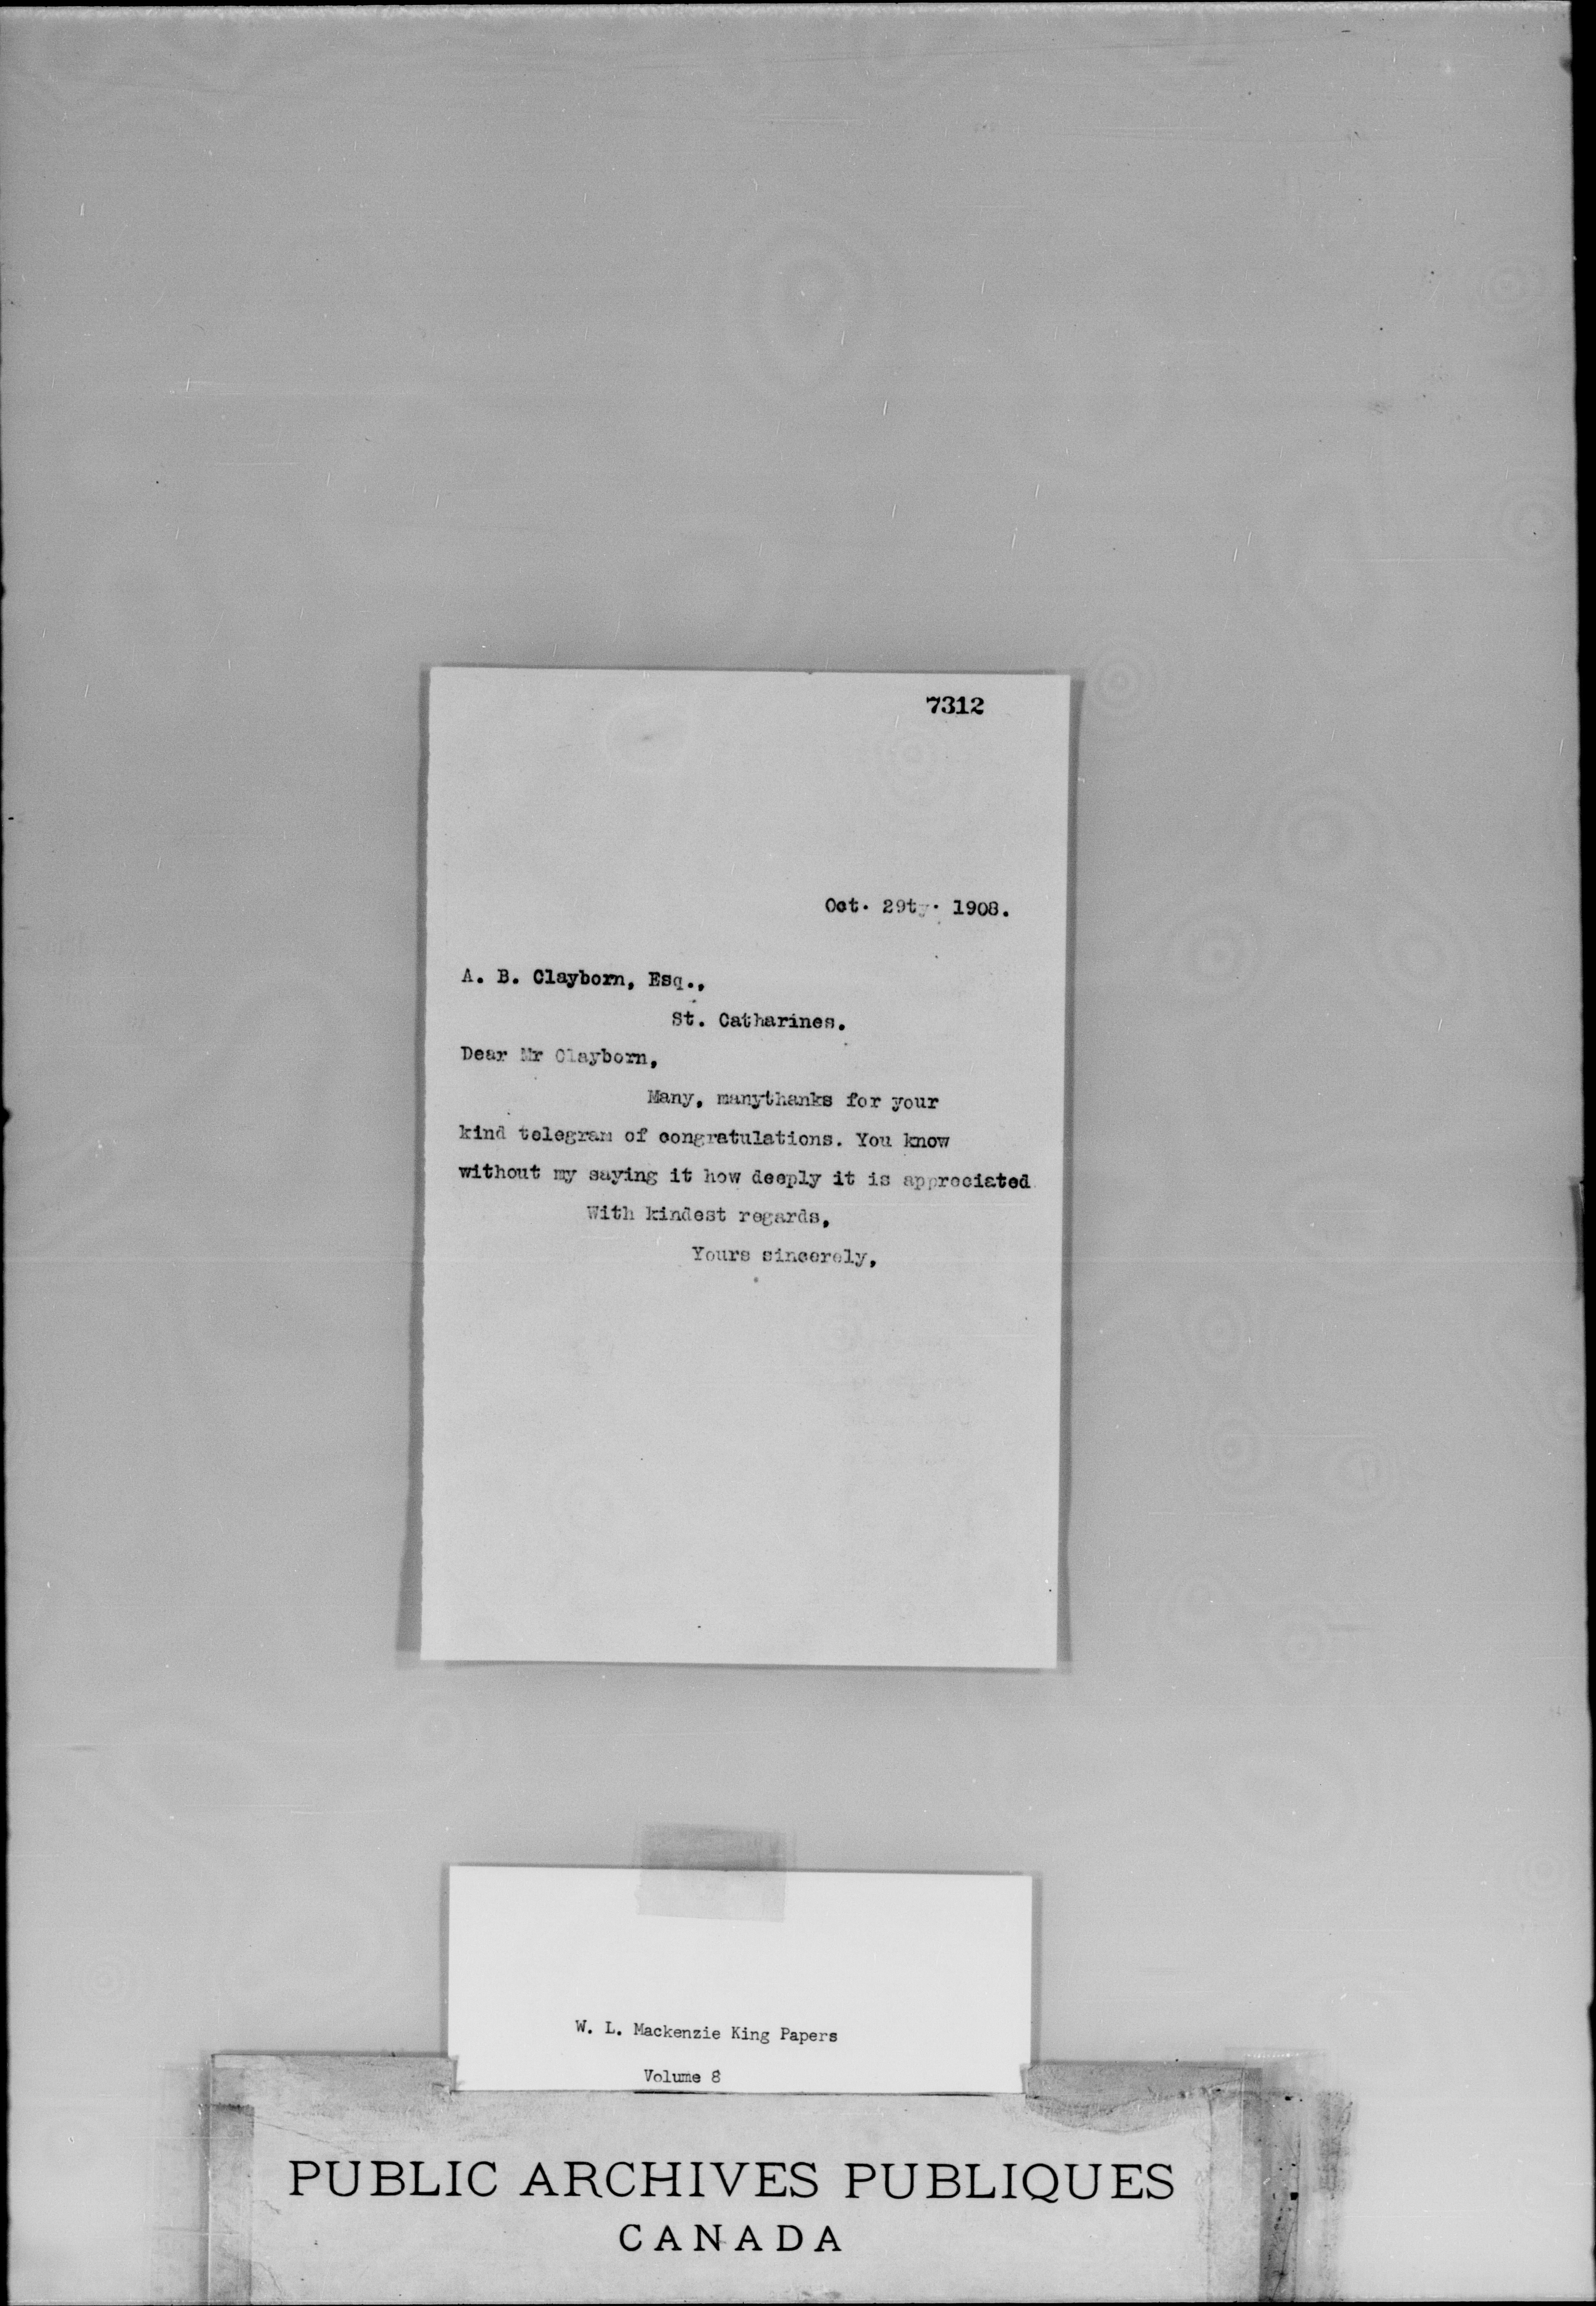 7312
Oct. 29ty. 1908.
A. B. Clayborn, Esq.,
St. Catharines.
Dear Mr Clayborn,
Many, manythanks for your
kind telegram of congratulations. You know
without my saying it how deeply it is appreciated
With kindest regards,
Yours sincerely,
W. L. Mackenzie King Papers
Volume 8
PUBLIC ARCHIVES PUBLIQUES
CANADA